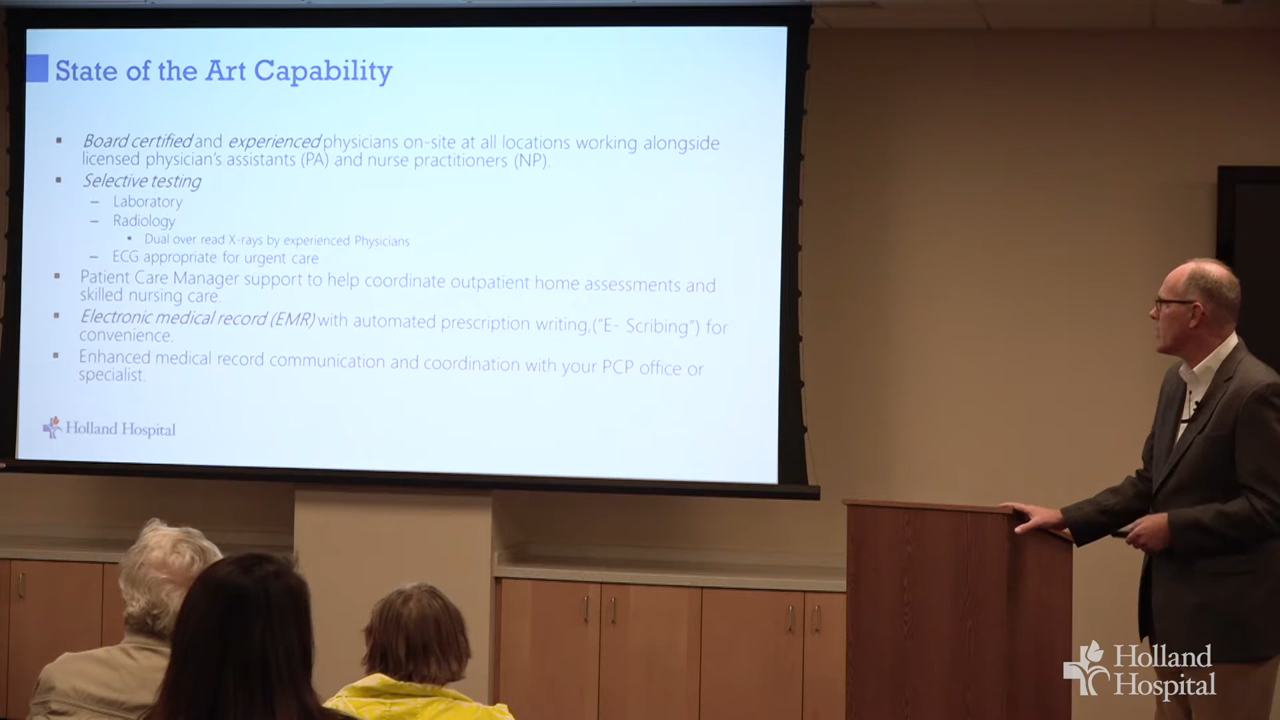 State of the Art Capability
▪ Board certified and experienced physicians on-site at all locations working alongside
licensed physician's assistants (PA) and nurse practitioners (NP).
▪ Selective testing
– Laboratory
– Radiology
▪ Dual over read X-rays by experienced Physicians
– ECG appropriate for urgent care
▪ Patient Care Manager support to help coordinate outpatient home assessments and
skilled nursing care.
▪ Electronic medical record (EMR) with automated prescription writing,("E- Scribing") for
convenience.
▪ Enhanced medical record communication and coordination with your PCP office or
specialist.
Holland Hospital
Holland
Hospital